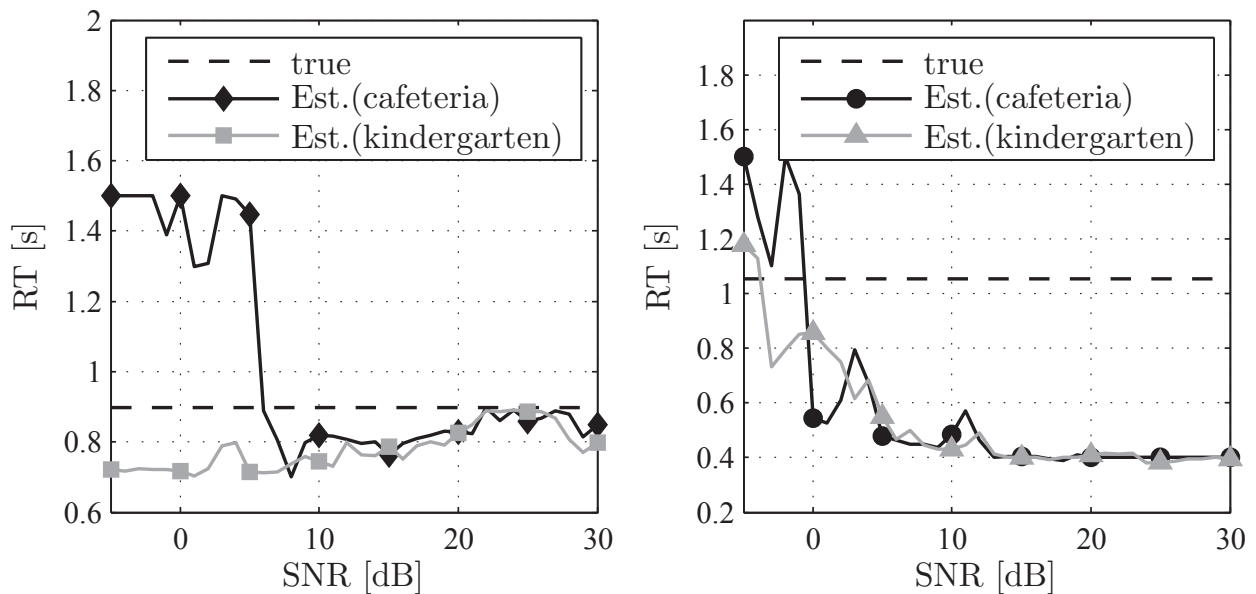 2
1.8
1.6
1.4
1.2
1
0.8
0.6
RT [s]
true
Est.(cafeteria)
Est.(kindergarten)
0
10
20
30
SNR [dB]
1.8
1.6
1.4
1.2
1
0.8
0.6
0.4
0.2
RT [s]
true
Est.(cafeteria)
Est.(kindergarten)
0
10
20
30
SNR [dB]